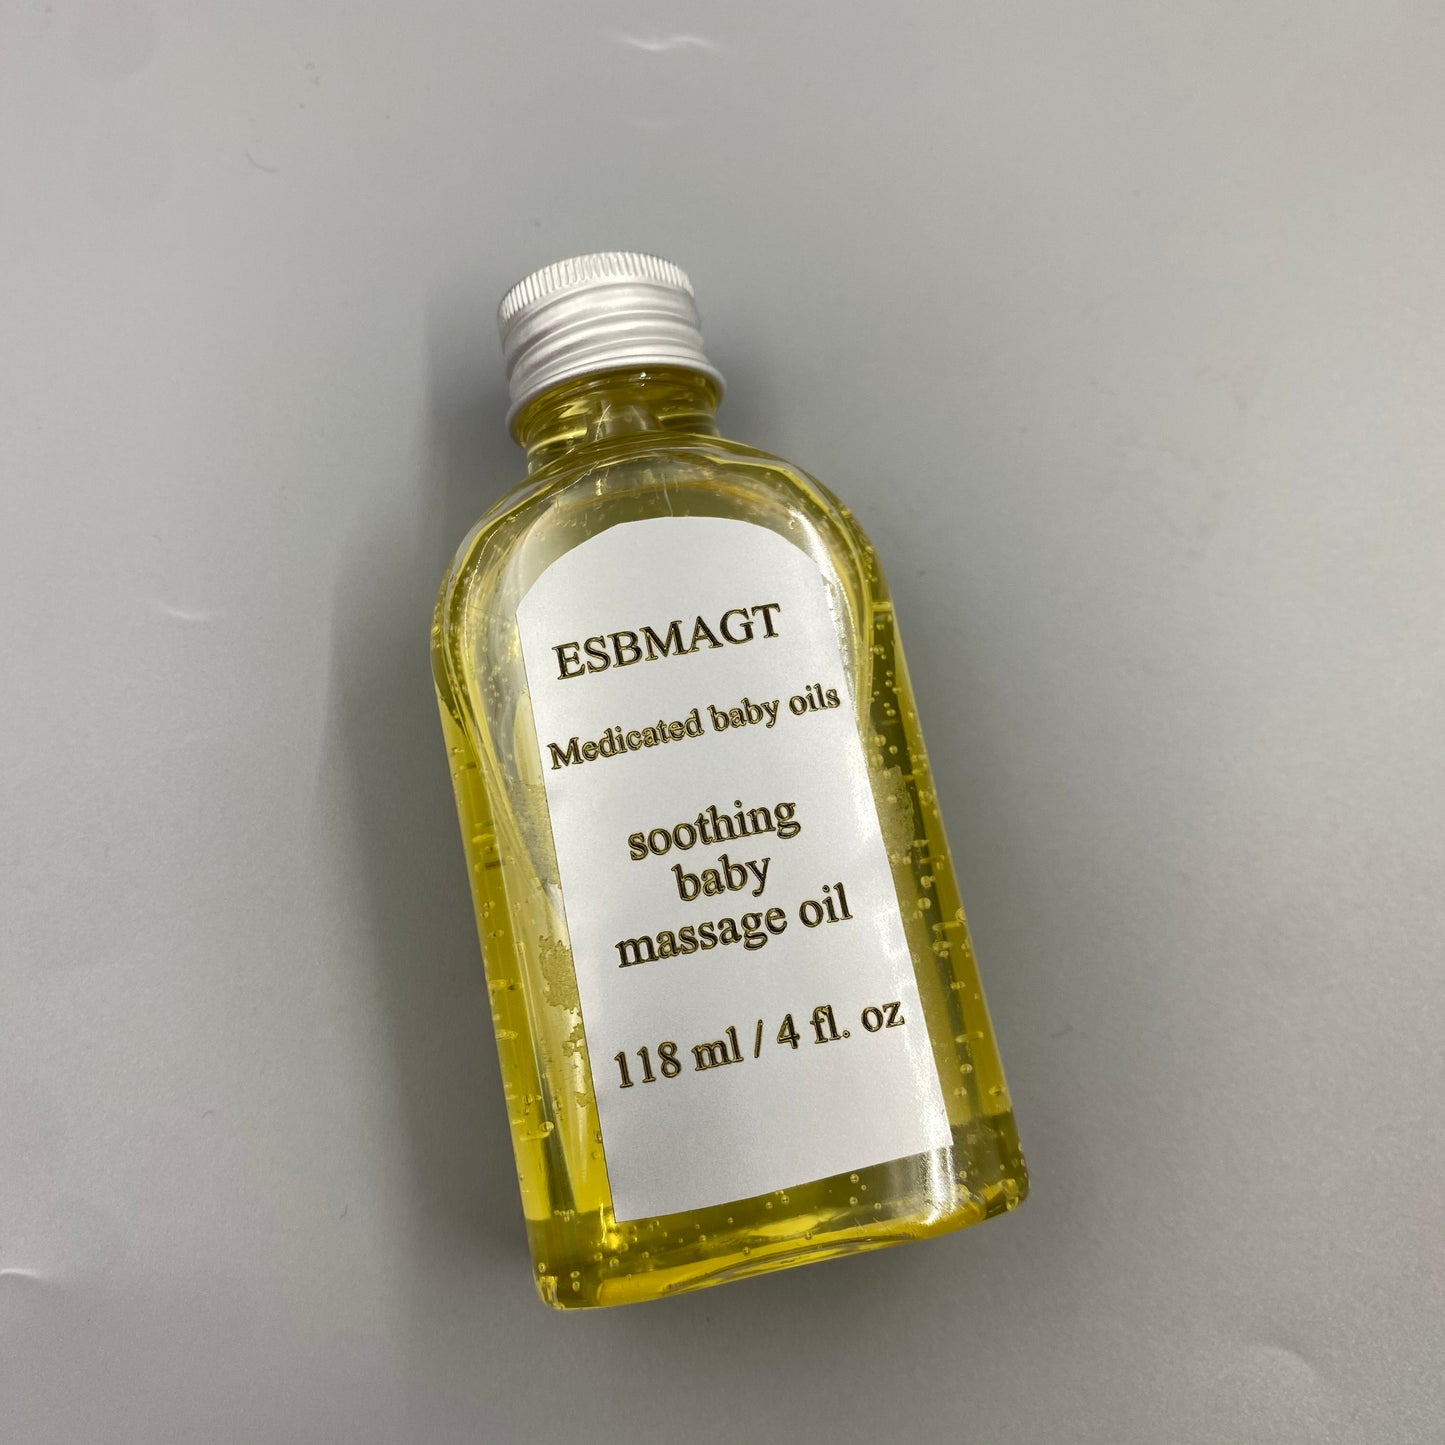 ESBMAGT
Medicated baby oils
soothing
baby
massage oil
118 ml / 4 fl. oz